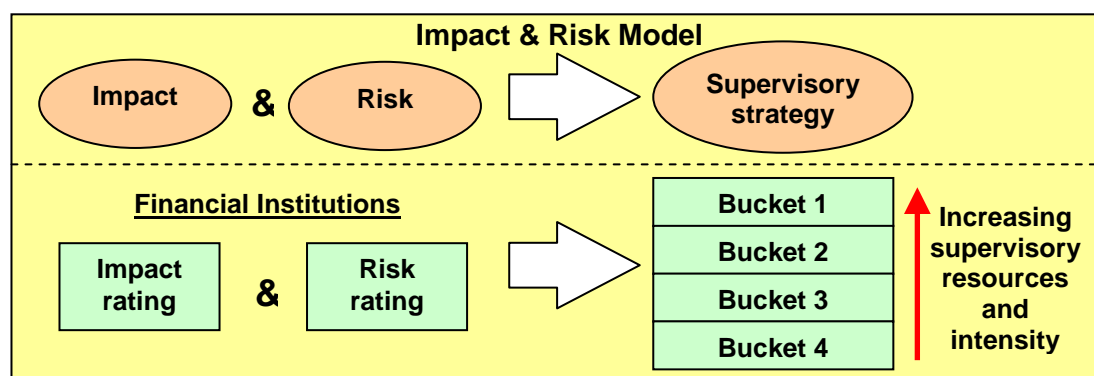 Impact & Risk Model
Impact
&
Risk
Supervisory
strategy
Financial Institutions
Impact
rating
&
Risk
rating
Bucket 1
Bucket 2
Bucket 3
Bucket 4
Increasing
supervisory
resources
and
intensity